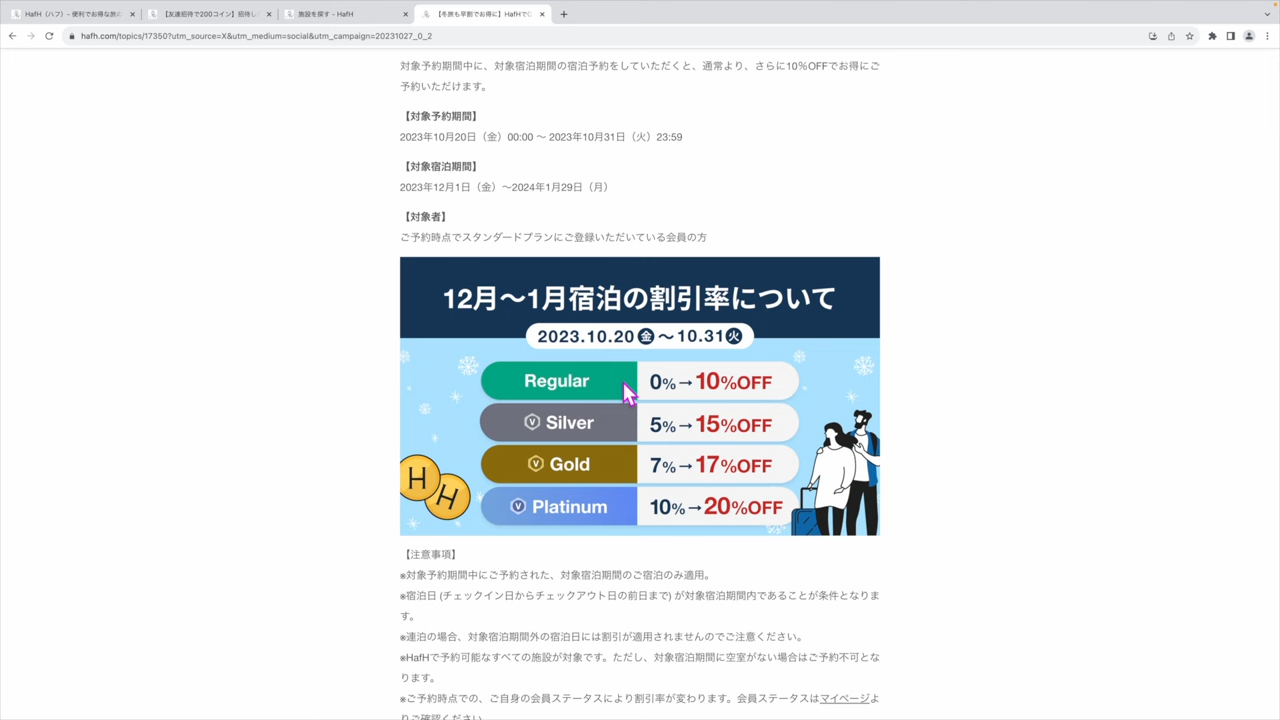 HafH（ハフ）- 便利でお得な旅の
【友達招待で200コイン】招待し
施設を探す - HafH
【冬旅も早割でお得に】HafHで
hafh.com/topics/17350?utm_source=X&utm_medium=social&utm_campaign=20231027_0_2
対象予約期間中に、対象宿泊期間の宿泊予約をしていただくと、通常より、さらに10%OFFでお得にご
予約いただけます。
【対象予約期間】
2023年10月20日（金）00:00 〜 2023年10月31日（火）23:59
【対象宿泊期間】
2023年12月1日（金）〜2024年1月29日（月）
【対象者】
ご予約時点でスタンダードプランにご登録いただいている会員の方
12月〜1月宿泊の割引率について
2023.10.20金〜10.31火
Regular 0%→10%OFF
V Silver 5%→15%OFF
V Gold 7%→17%OFF
V Platinum 10%→20%OFF
H H
【注意事項】
※対象予約期間中にご予約された、対象宿泊期間のご宿泊のみ適用。
※宿泊日 (チェックイン日からチェックアウト日の前日まで) が対象宿泊期間内であることが条件となりま
す。
※連泊の場合、対象宿泊期間外の宿泊日には割引が適用されませんのでご注意ください。
※HafHで予約可能なすべての施設が対象です。ただし、対象宿泊期間に空室がない場合はご予約不可とな
ります。
※ご予約時点での、ご自身の会員ステータスにより割引率が変わります。会員ステータスはマイページよ
りご確認ください